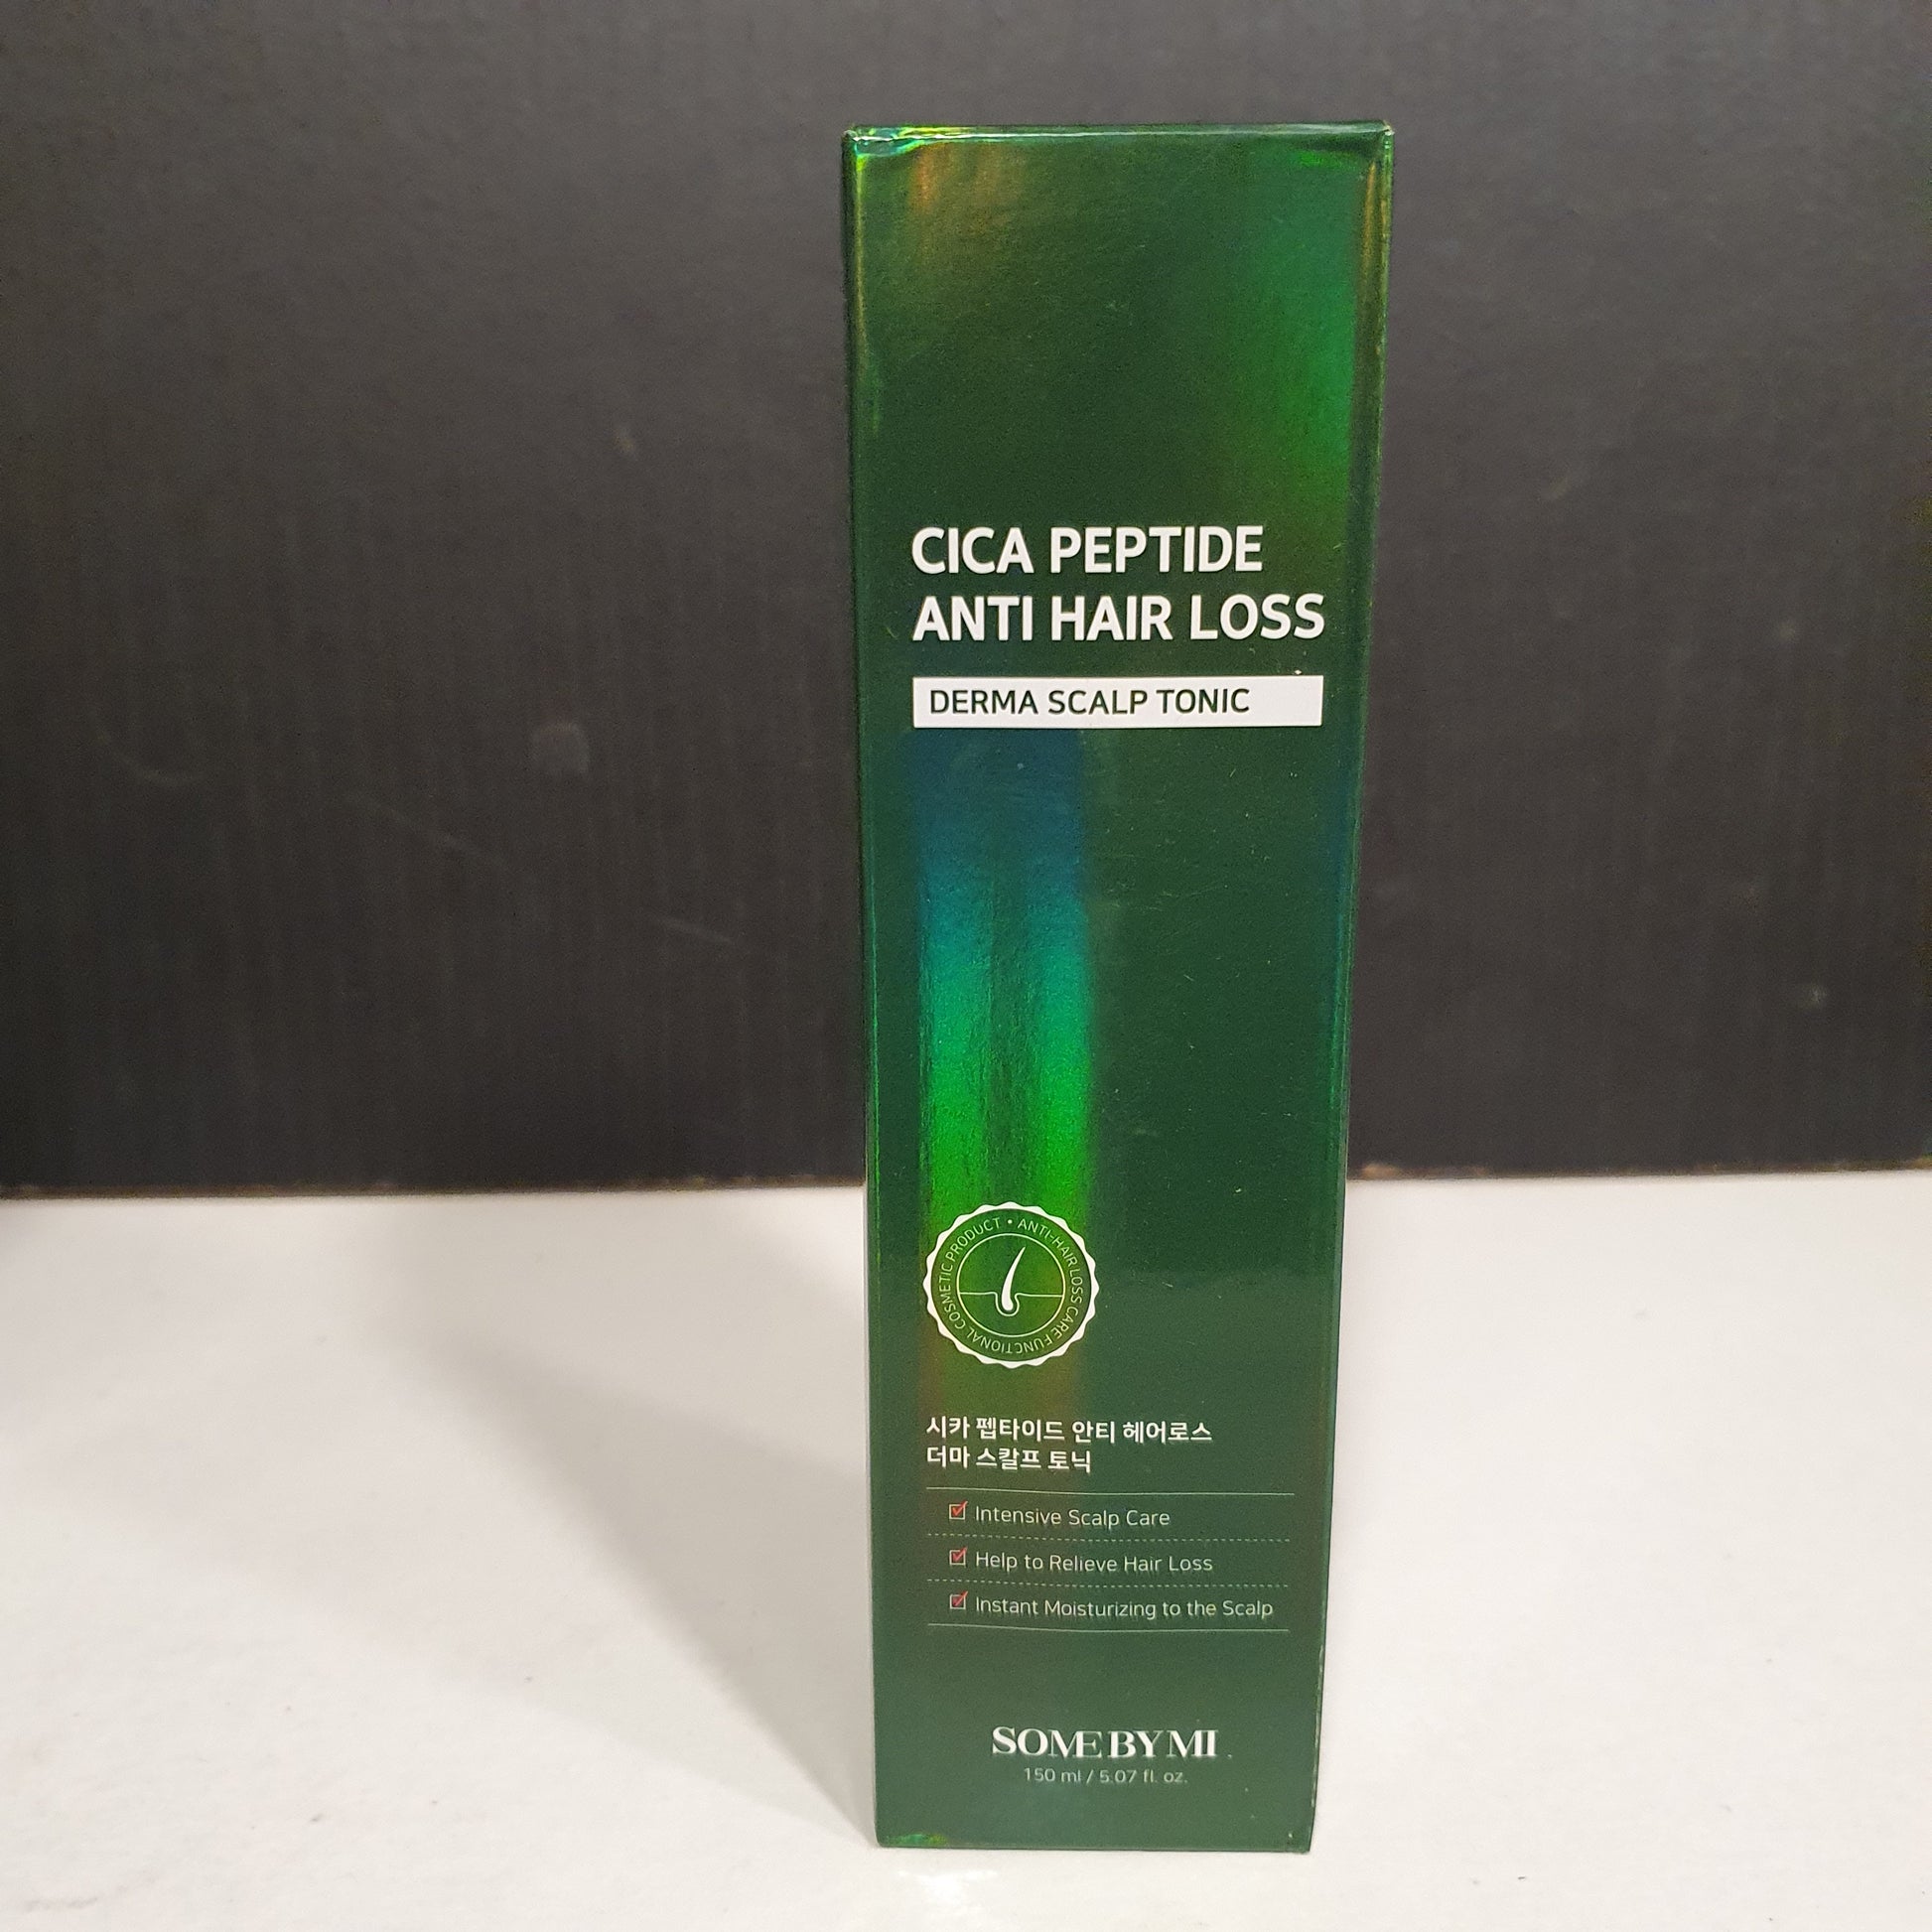 CICA PEPTIDE
ANTI HAIR LOSS
DERMA SCALP TONIC
ANTI-HAIR LOSS CARE FUNCTIONAL COSMETIC PRODUCT •
시카 펩타이드 안티 헤어로스
더마 스칼프 토닉
Intensive Scalp Care
Help to Relieve Hair Loss
Instant Moisturizing to the Scalp
SOME BY MI
150 ml / 5.07 fl. oz.